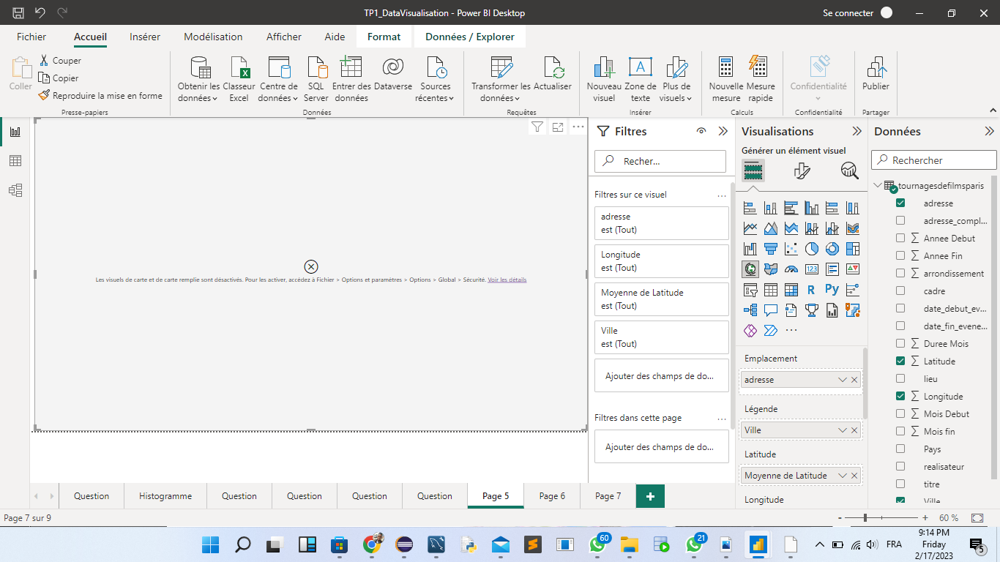 TP1_DataVisualisation - Power BI Desktop
Se connecter
Fichier
Accueil
Insérer
Modélisation
Afficher
Aide
Format
Données / Explorer
Coller
Couper
Copier
Reproduire la mise en forme
Presse-papiers
Obtenir les données
Classeur Excel
Centre de données
SQL Server
Entrer des données
Dataverse
Sources récentes
Données
Transformer les données
Actualiser
Requêtes
Nouveau visuel
Zone de texte
Plus de visuels
Insérer
Nouvelle mesure
Mesure rapide
Calculs
Confidentialité
Confidentialité
Publier
Partager
Les visuels de carte et de carte remplie sont désactivés. Pour les activer, accédez à Fichier > Options et paramètres > Options > Global > Sécurité. Voir les détails
Filtres
Recher...
Filtres sur ce visuel
...
adresse
est (Tout)
Longitude
est (Tout)
Moyenne de Latitude
est (Tout)
Ville
est (Tout)
Ajouter des champs de do...
Filtres dans cette page
...
Ajouter des champs de do...
Visualisations
Générer un élément visuel
123
R
Py
...
Emplacement
adresse
Légende
Ville
Latitude
Moyenne de Latitude
Longitude
Données
Rechercher
tournagesdefilmsparis
adresse
adresse_compl...
Annee Debut
Annee Fin
arrondissement
cadre
date_debut_ev...
date_fin_evene...
Duree Mois
Latitude
lieu
Longitude
Mois Debut
Mois fin
Pays
realisateur
titre
Ville
Question
Histogramme
Question
Question
Question
Question
Page 5
Page 6
Page 7
+
Page 7 sur 9
- + 60 %
60
21
FRA
9:14 PM
Friday
2/17/2023
5